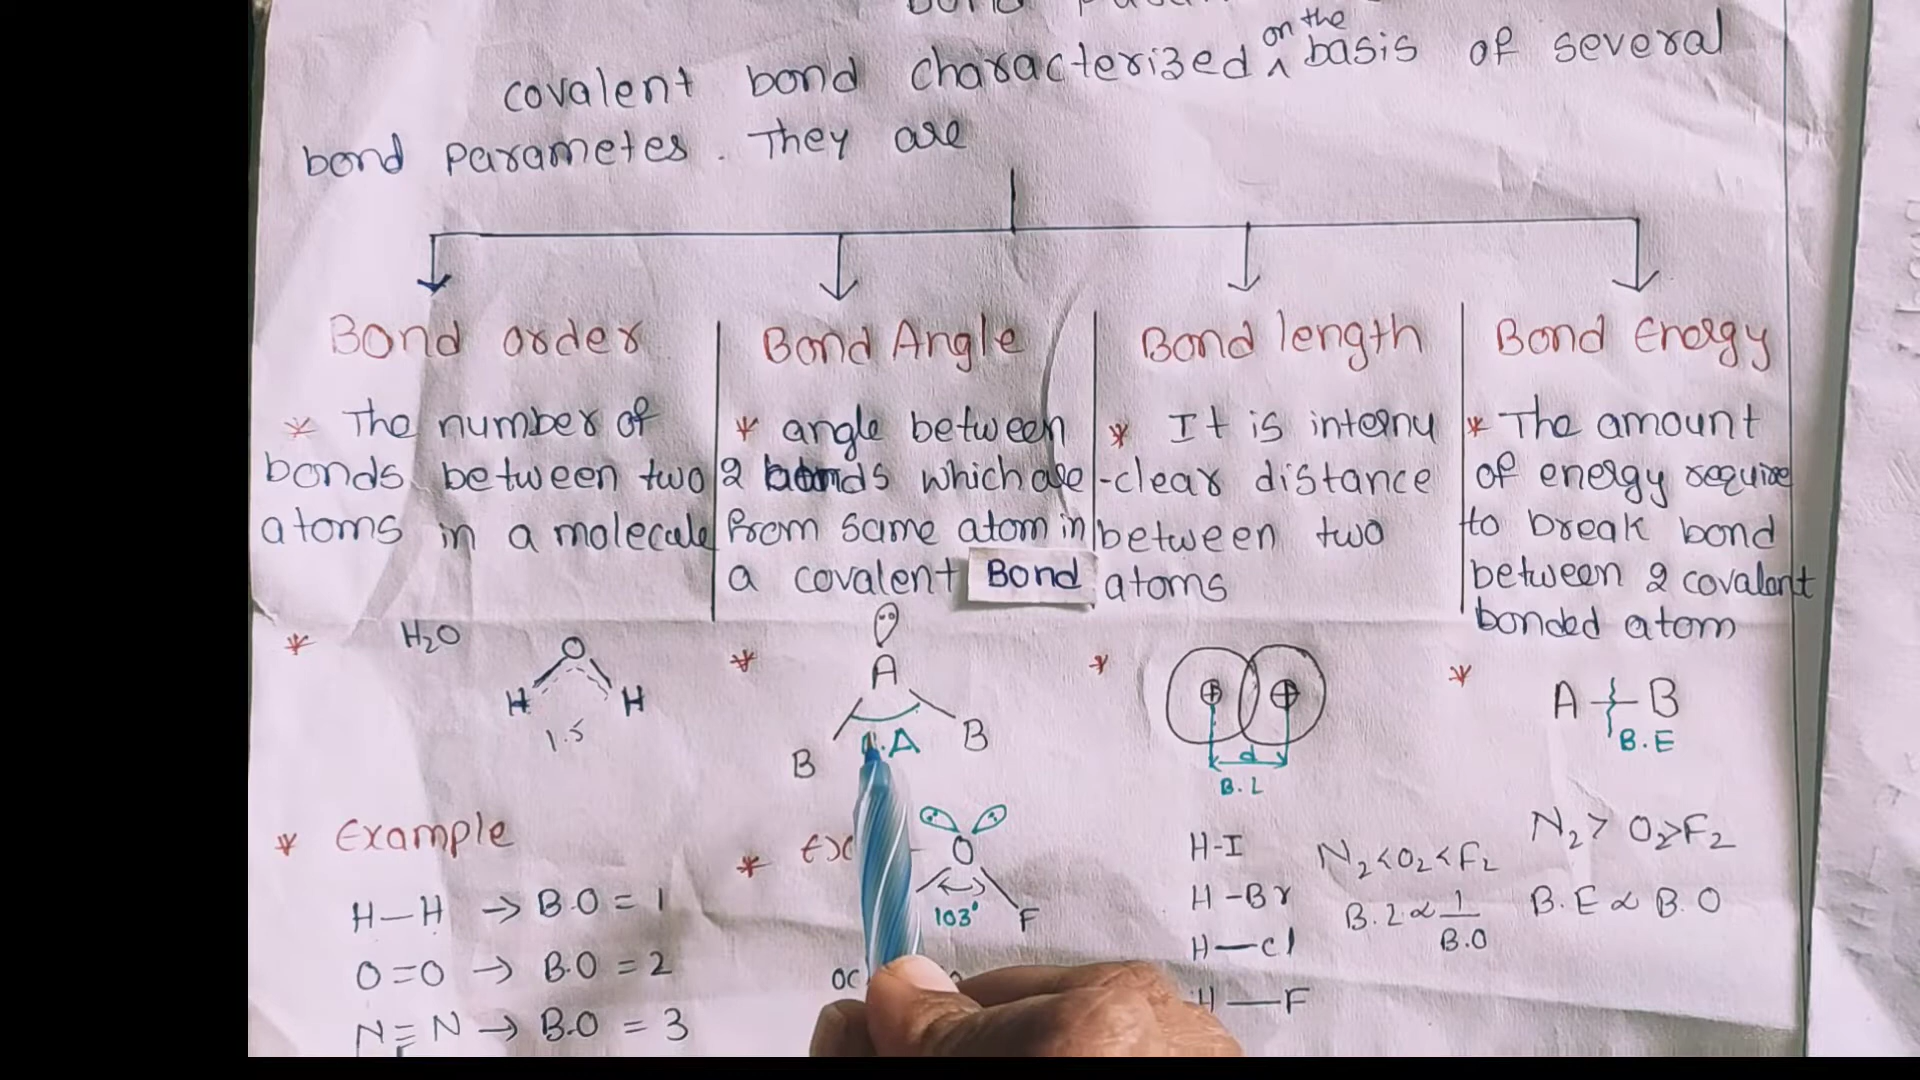 covalent bond characterized ^ on the basis of several
bond parametes. They are
Bond order
* The number of
bonds between two
atoms in a molecule
* H₂O
O
H H
1.5
* Example
H—H → B.O = 1
O=O → B.O = 2
N≡N → B.O = 3
Bond Angle
* angle between
2 bonds which are
from same atom in
a covalent Bond
* A
B B
.A
*
O
103°
F
Bond length
* It is internu
-clear distance
between two
atoms
* + +
d
B.L
H-I
H-Br
H—Cl
H—F
N₂<O₂<F₂
B.L ∝ 1/B.O
Bond Energy
* The amount
of energy require
to break bond
between 2 covalent
bonded atom
* A-B
B.E
N₂> O₂>F₂
B.E ∝ B.O